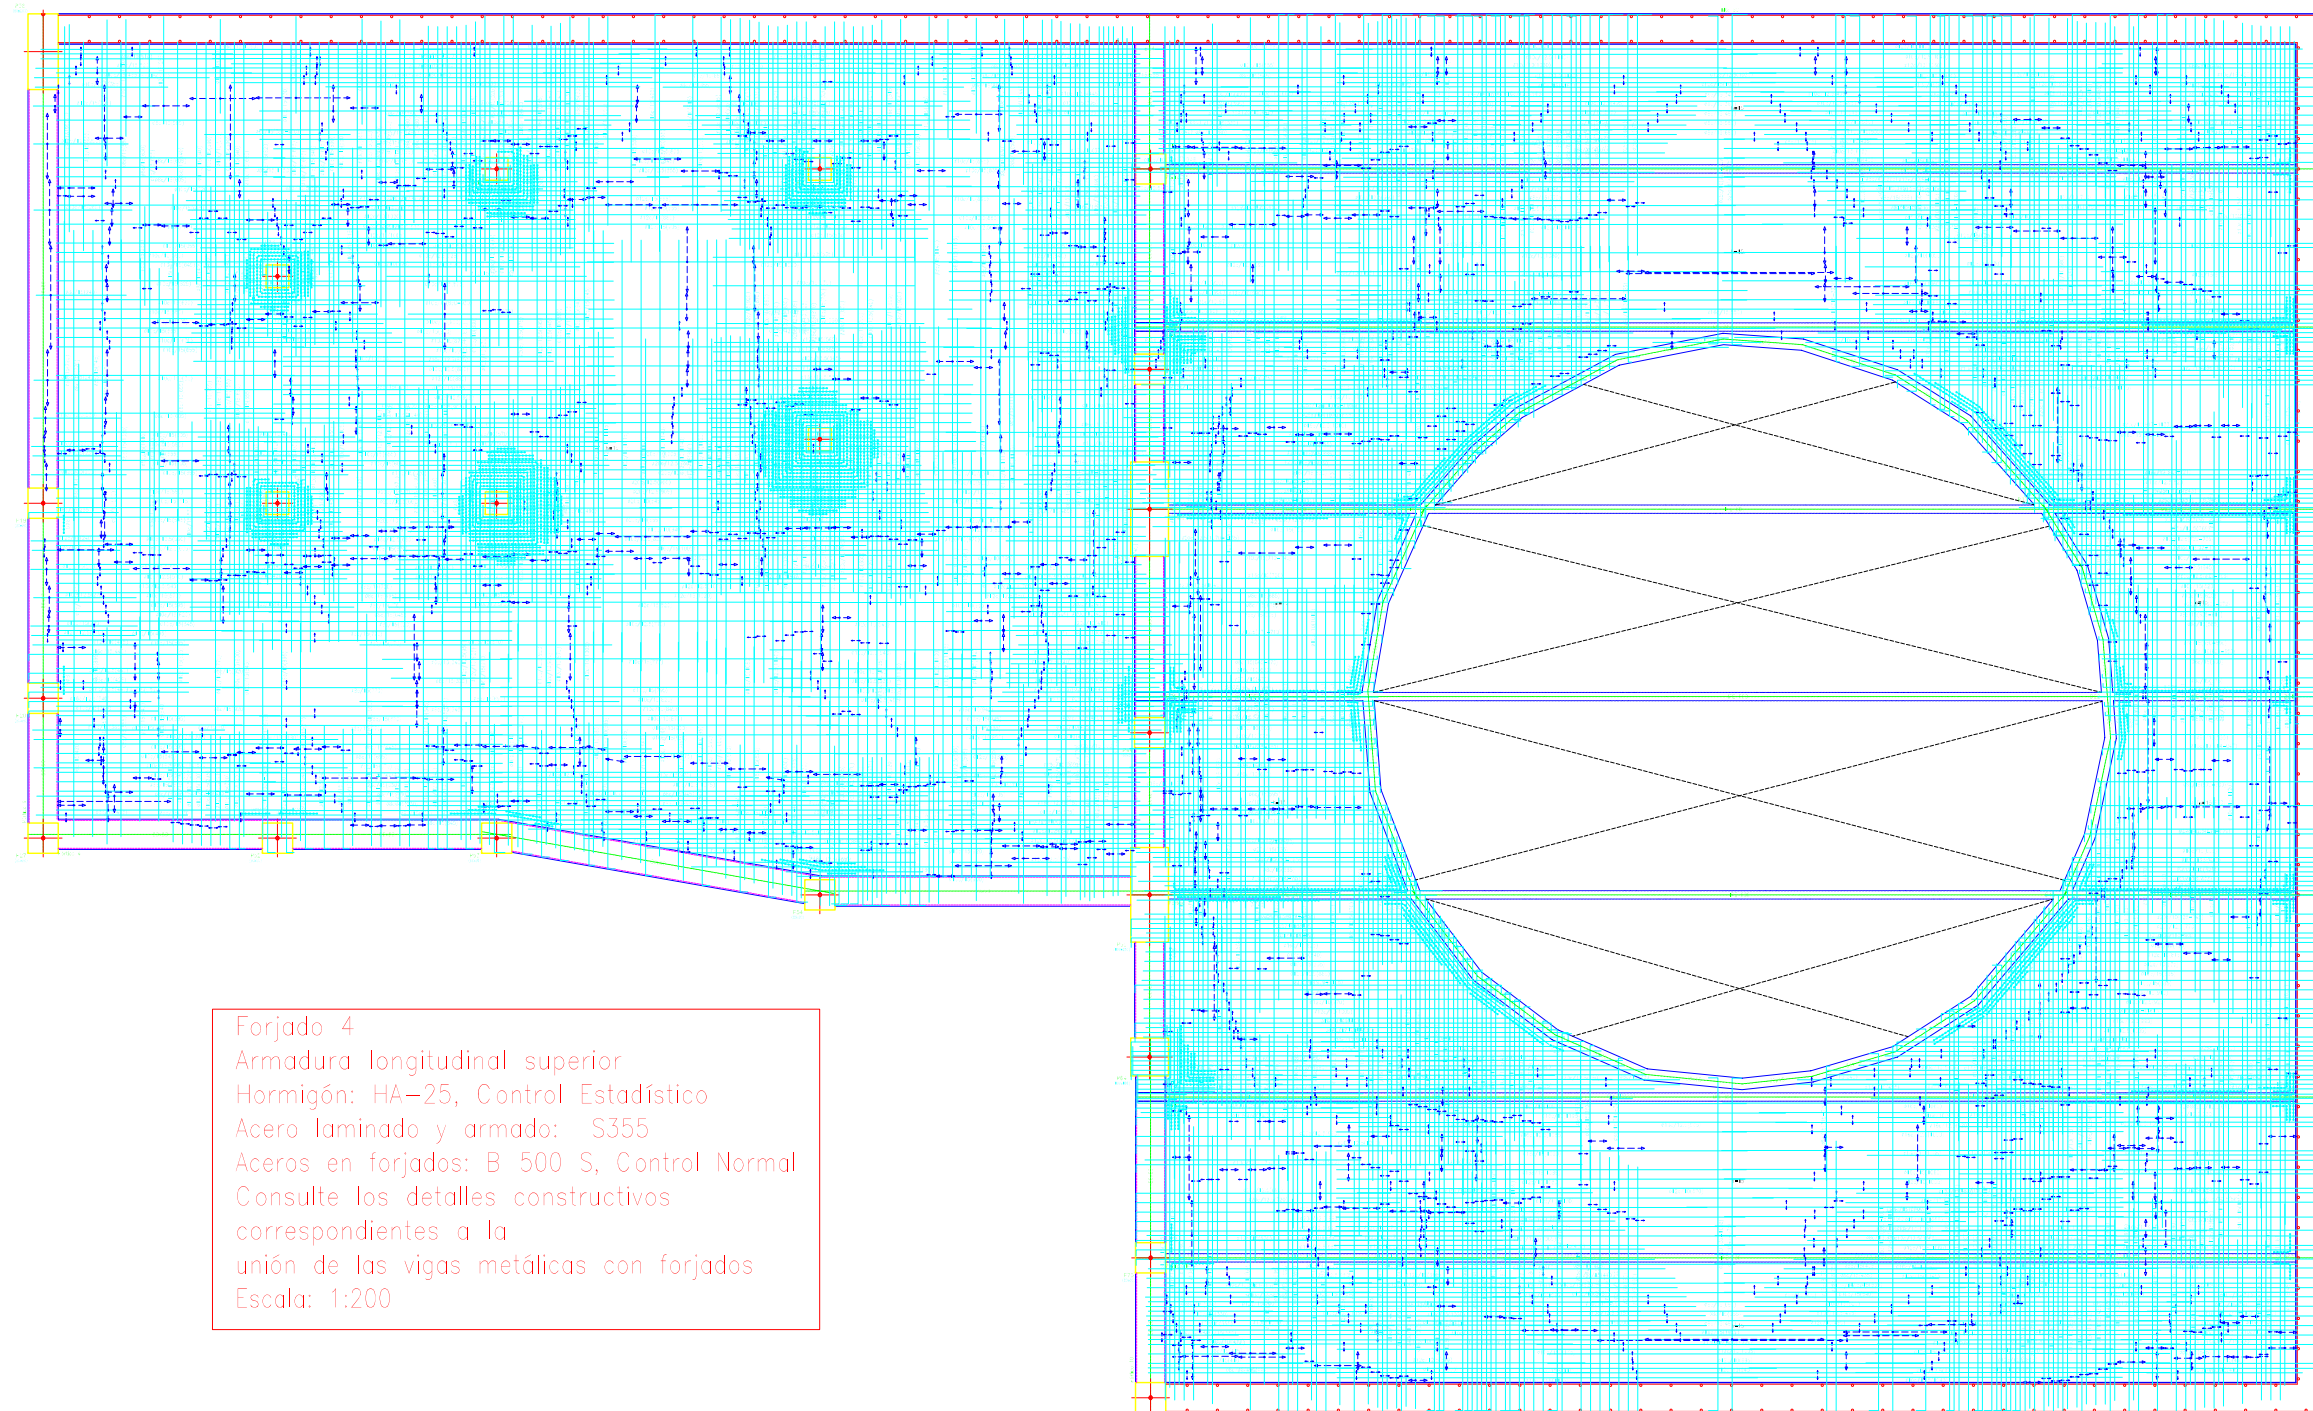 Forjado 4
Armadura longitudinal superior
Hormigón: HA-25, Control Estadístico
Acero laminado y armado: S355
Aceros en forjados: B 500 S, Control Normal
Consulte los detalles constructivos
correspondientes a la
unión de las vigas metálicas con forjados
Escala: 1:200